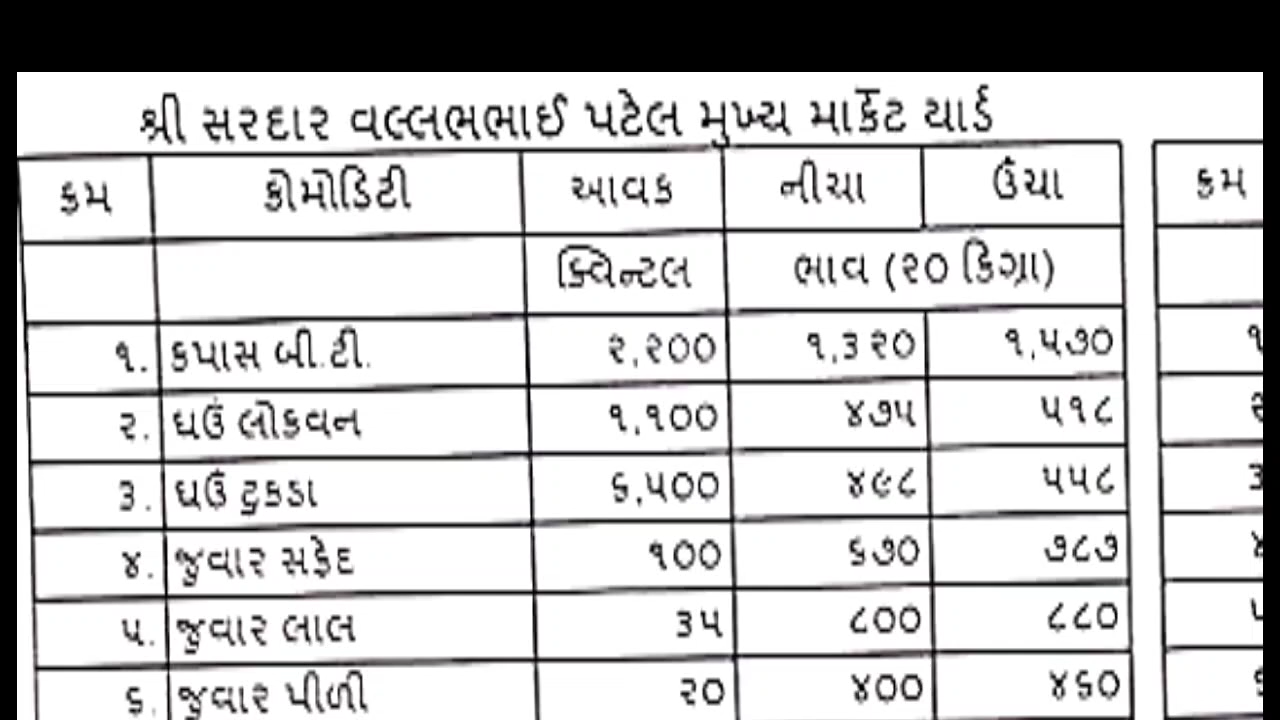 શ્રી સરદાર વલ્લભભાઈ પટેલ મુખ્ય માર્કેટ યાર્ડ
ક્રમ કોમોડિટી આવક નીચા ઉંચા ક્રમ
ક્વિન્ટલ ભાવ (૨૦ કિગ્રા)
૧. કપાસ બી.ટી. ૨,૨૦૦ ૧,૩૨૦ ૧,૫૭૦
૨. ઘઉં લોકવન ૧,૧૦૦ ૪૭૫ ૫૧૮
૩. ઘઉં ટુકડા ૬,૫૦૦ ૪૯૮ ૫૫૮
૪. જુવાર સફેદ ૧૦૦ ૬૭૦ ૭૮૭
૫. જુવાર લાલ ૩૫ ૮૦૦ ૮૮૦
૬. જુવાર પીળી ૨૦ ૪૦૦ ૪૬૦